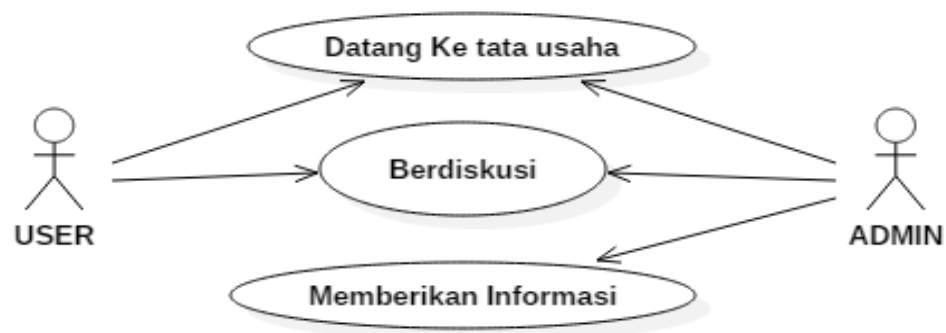 Datang Ke tata usaha
Berdiskusi
USER
ADMIN
Memberikan Informasi